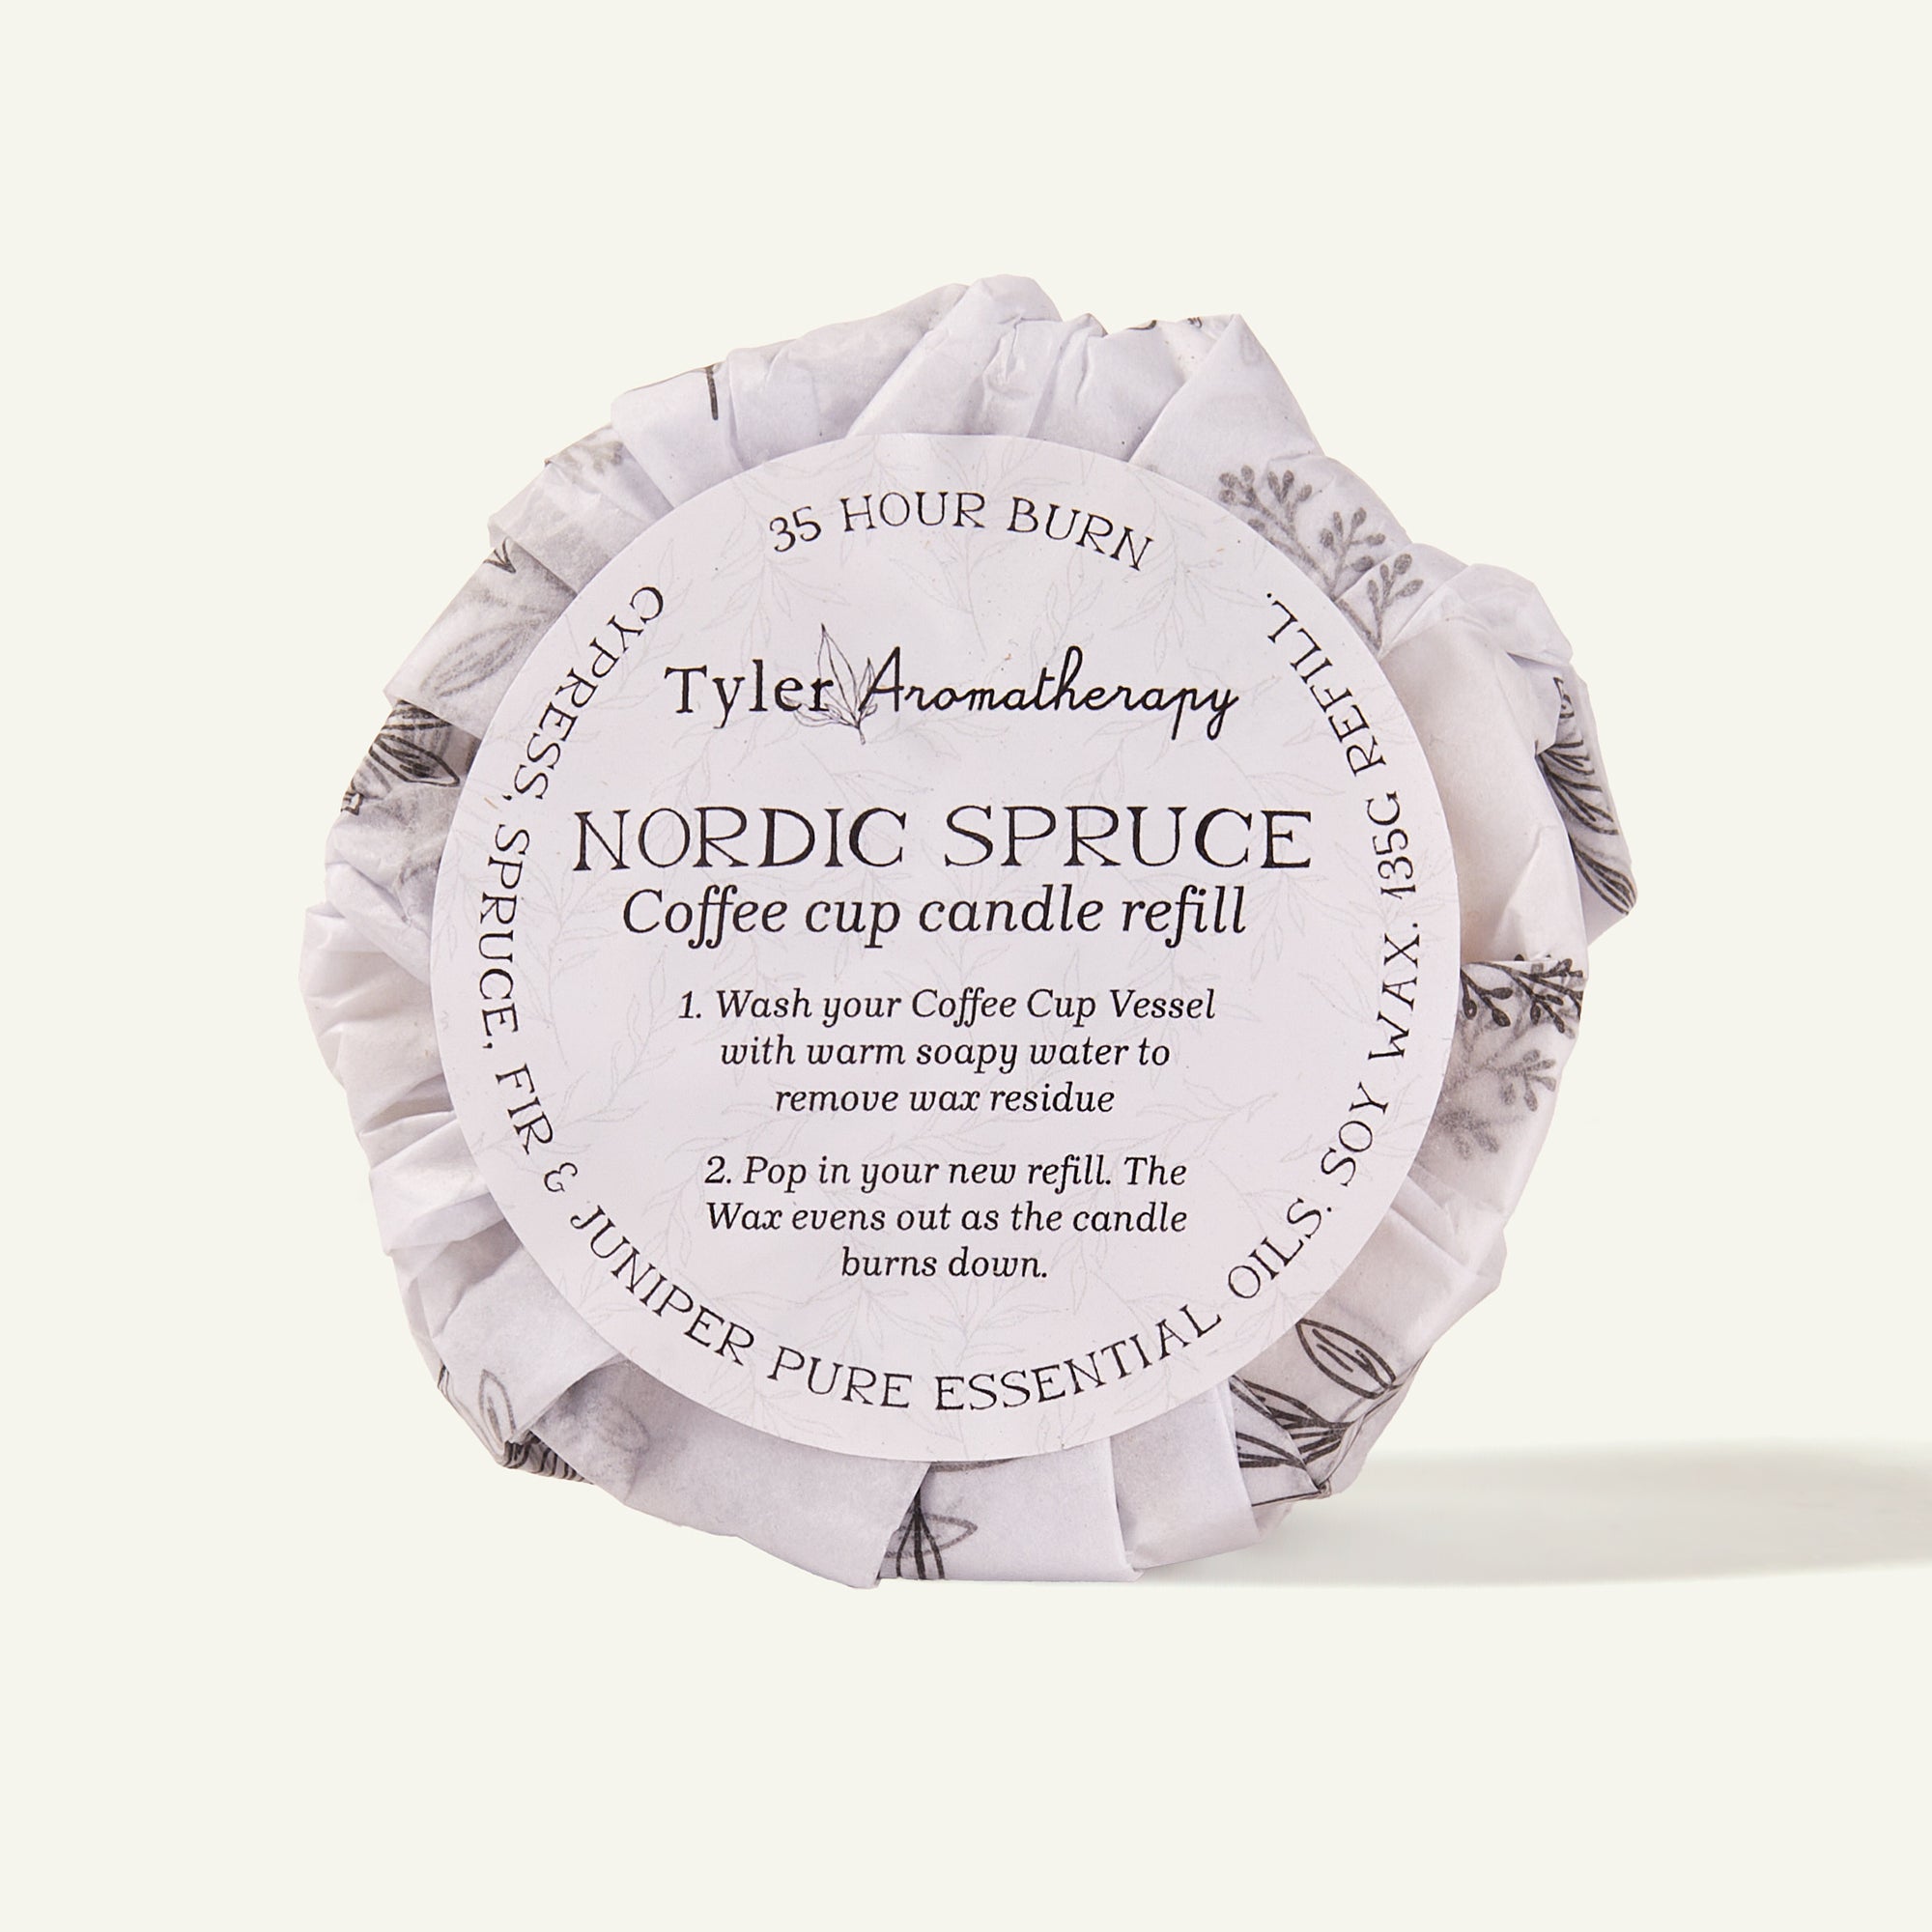 35 HOUR BURN
Tyler Aromatherapy
NORDIC SPRUCE
Coffee cup candle refill
1. Wash your Coffee Cup Vessel
with warm soapy water to
remove wax residue
2. Pop in your new refill. The
Wax evens out as the candle
burns down.
CYPRESS, SPRUCE, FIR & JUNIPER PURE ESSENTIAL OILS. SOY WAX. 135G REFILL.